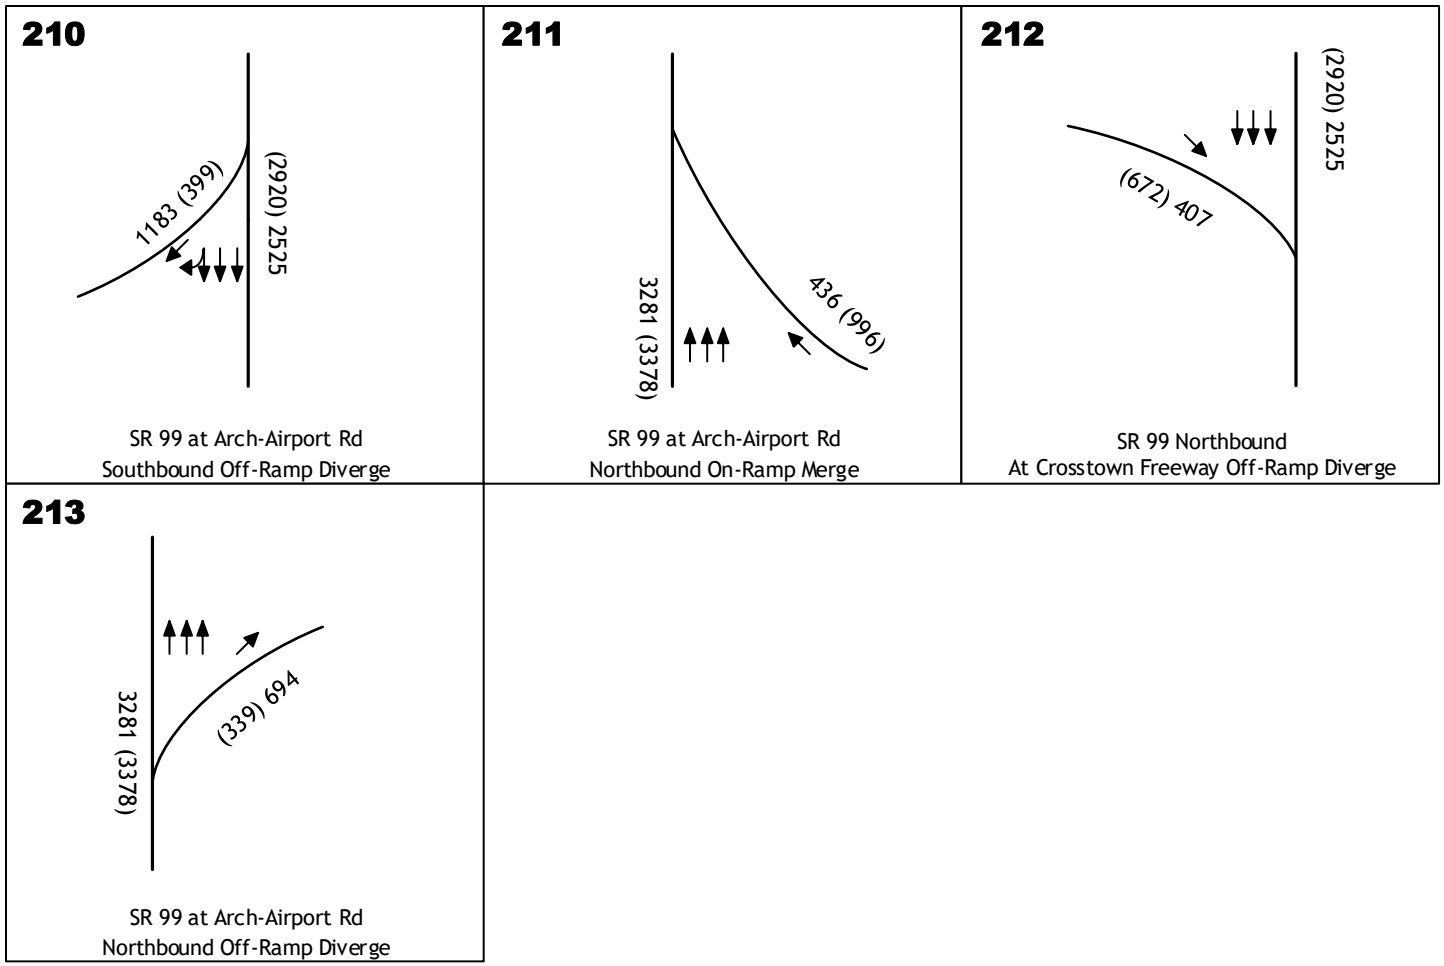 210
1183 (399)
(2920) 2525
SR 99 at Arch-Airport Rd
Southbound Off-Ramp Diverge
211
3281 (3378)
436 (996)
SR 99 at Arch-Airport Rd
Northbound On-Ramp Merge
212
(672) 407
(2920) 2525
SR 99 Northbound
At Crosstown Freeway Off-Ramp Diverge
213
3281 (3378)
(339) 694
SR 99 at Arch-Airport Rd
Northbound Off-Ramp Diverge